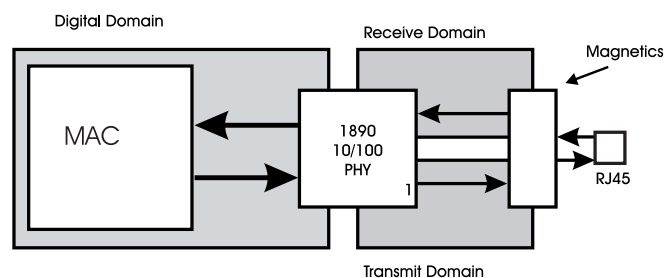 Digital Domain
Receive Domain
Magnetics
MAC
1890
10/100
PHY
1
RJ45
Transmit Domain